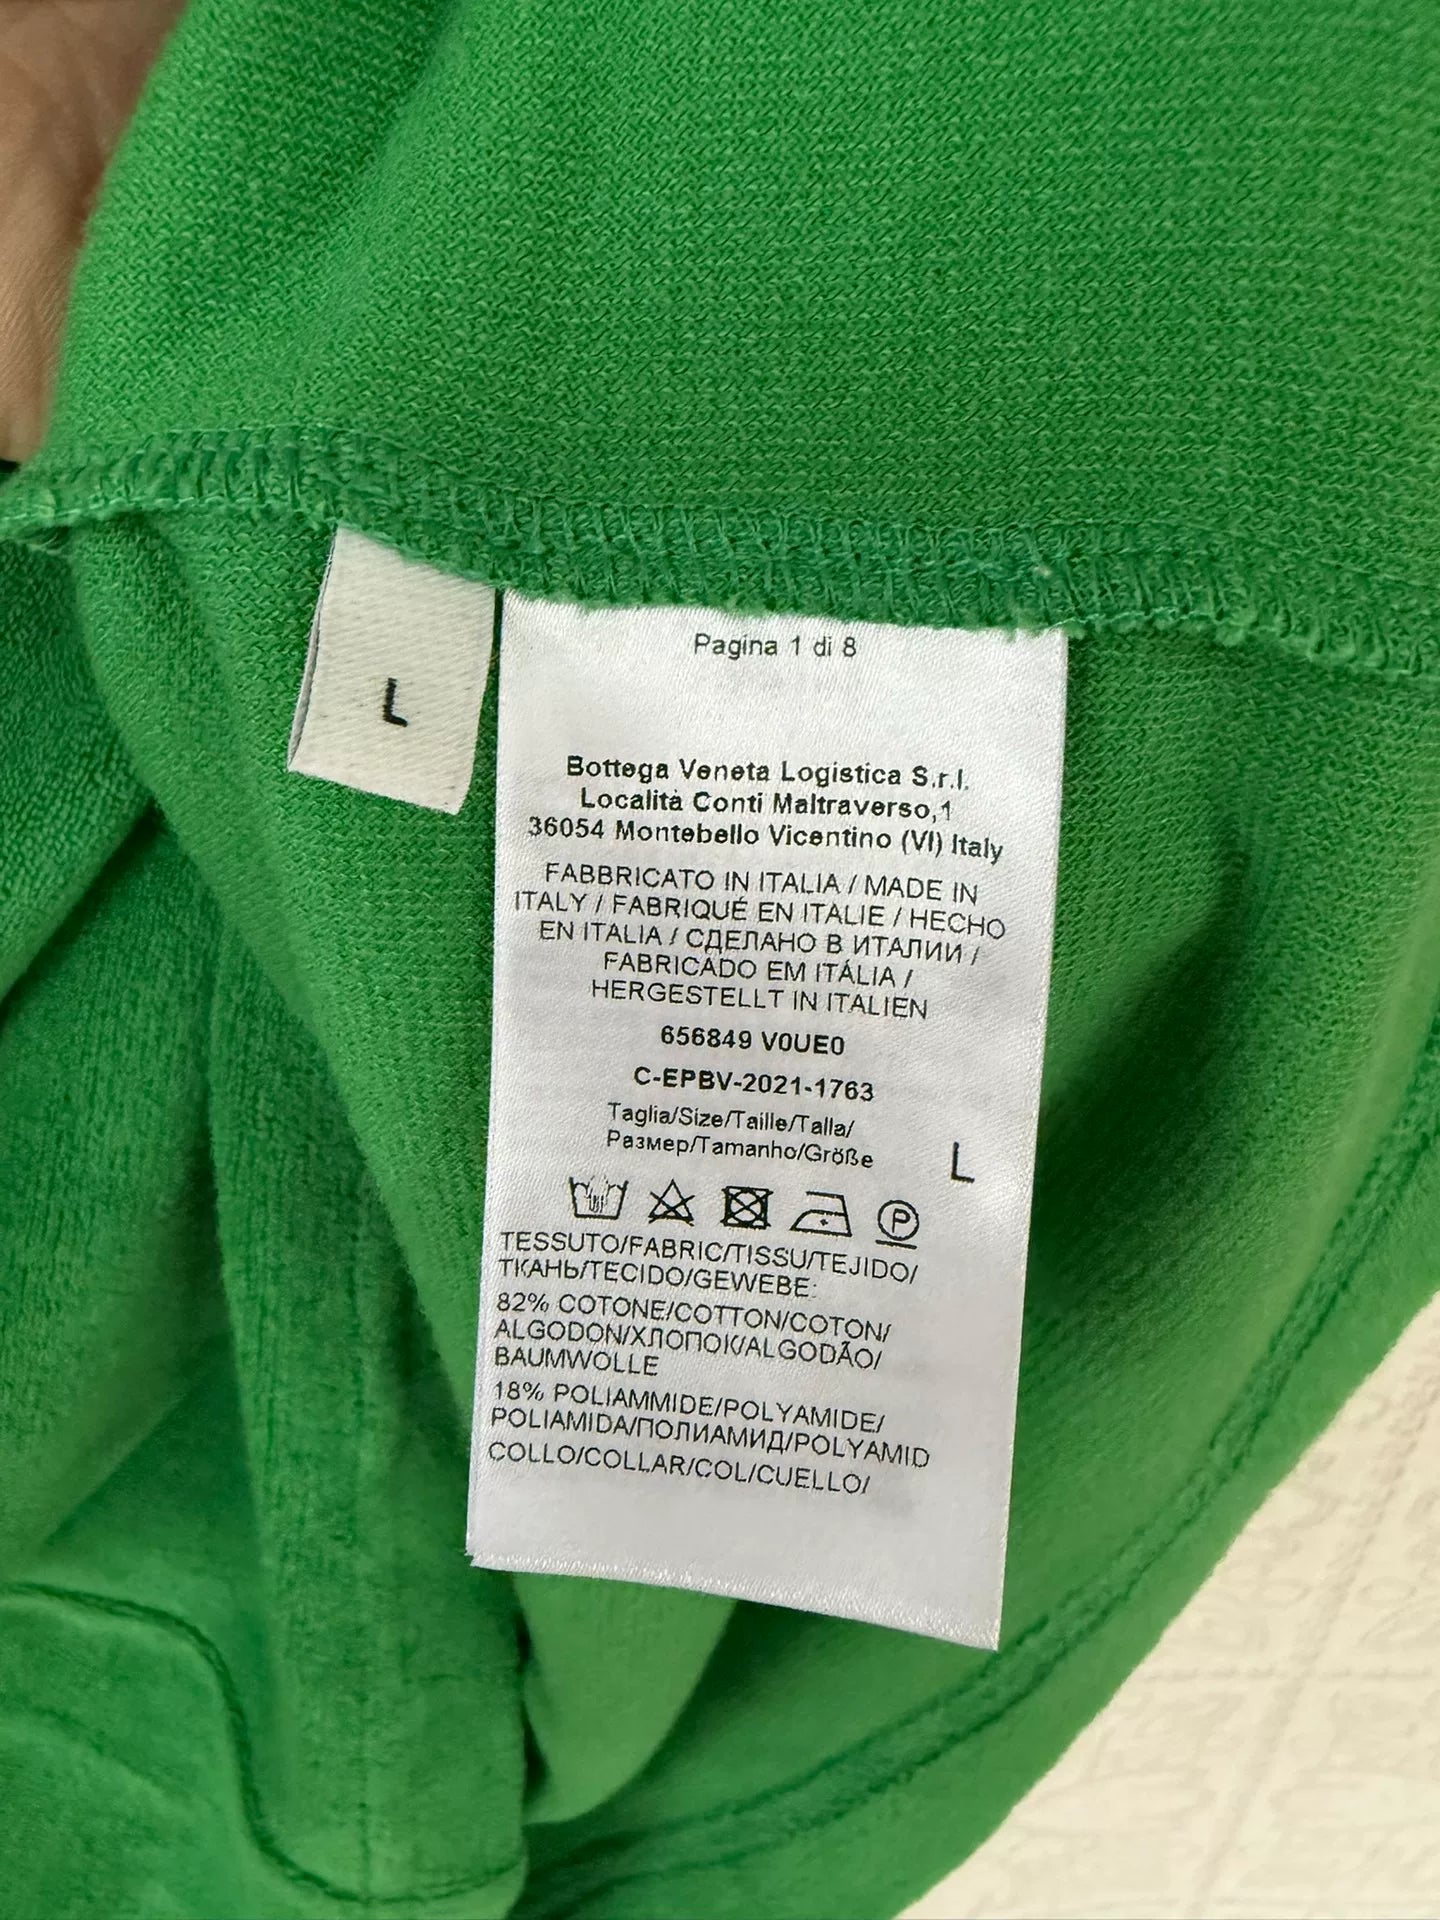 L
Pagina 1 di 8
Bottega Veneta Logistica S.r.l.
Località Conti Maltraverso,1
36054 Montebello Vicentino (VI) Italy
FABBRICATO IN ITALIA / MADE IN
ITALY / FABRIQUÉ EN ITALIE / HECHO
EN ITALIA / СДЕЛАНО В ИТАЛИИ /
FABRICADO EM ITÁLIA /
HERGESTELLT IN ITALIEN
656849 V0UE0
C-EPBV-2021-1763
Taglia/Size/Taille/Talla/
Размер/Tamanho/Größe
L
P
TESSUTO/FABRIC/TISSU/TEJIDO/
ТКАНЬ/TECIDO/GEWEBE:
82% COTONE/COTTON/COTON/
ALGODON/ХЛОПОК/ALGODÃO/
BAUMWOLLE
18% POLIAMMIDE/POLYAMIDE/
POLIAMIDA/ПОЛИАМИД/POLYAMID
COLLO/COLLAR/COL/CUELLO/